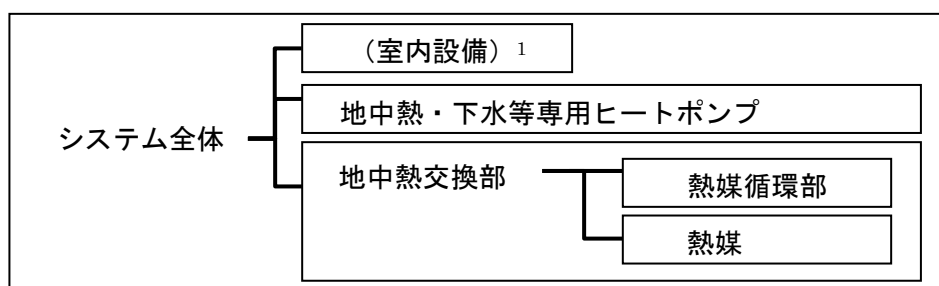 （室内設備）1
地中熱・下水等専用ヒートポンプ
システム全体
地中熱交換部
熱媒循環部
熱媒